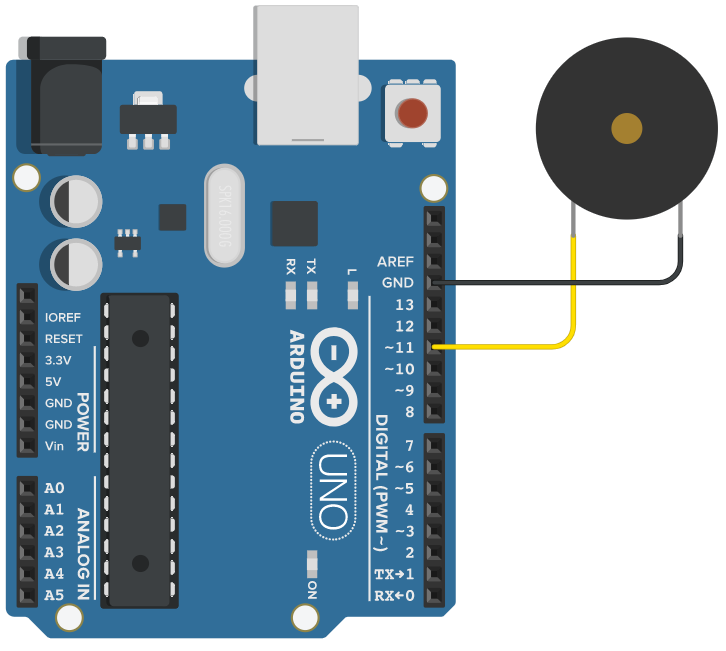 SPK16.000G
RX
TX
L
AREF
GND
13
12
~11
~10
~9
8
7
~6
~5
4
~3
2
TX→1
RX←0
DIGITAL (PWM~)
IOREF
RESET
3.3V
5V
GND
GND
Vin
POWER
A0
A1
A2
A3
A4
A5
ANALOG IN
ARDUINO
UNO
ON